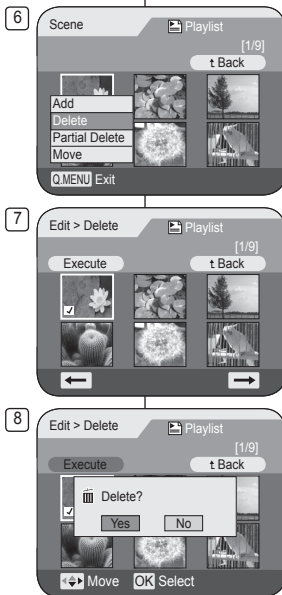 6
Scene
Playlist
[1/9]
t Back
Add
Delete
Partial Delete
Move
Q.MENU Exit
7
Edit > Delete
Playlist
[1/9]
Execute
t Back
8
Edit > Delete
Playlist
[1/9]
Execute
t Back
Delete?
Yes No
Move OK Select